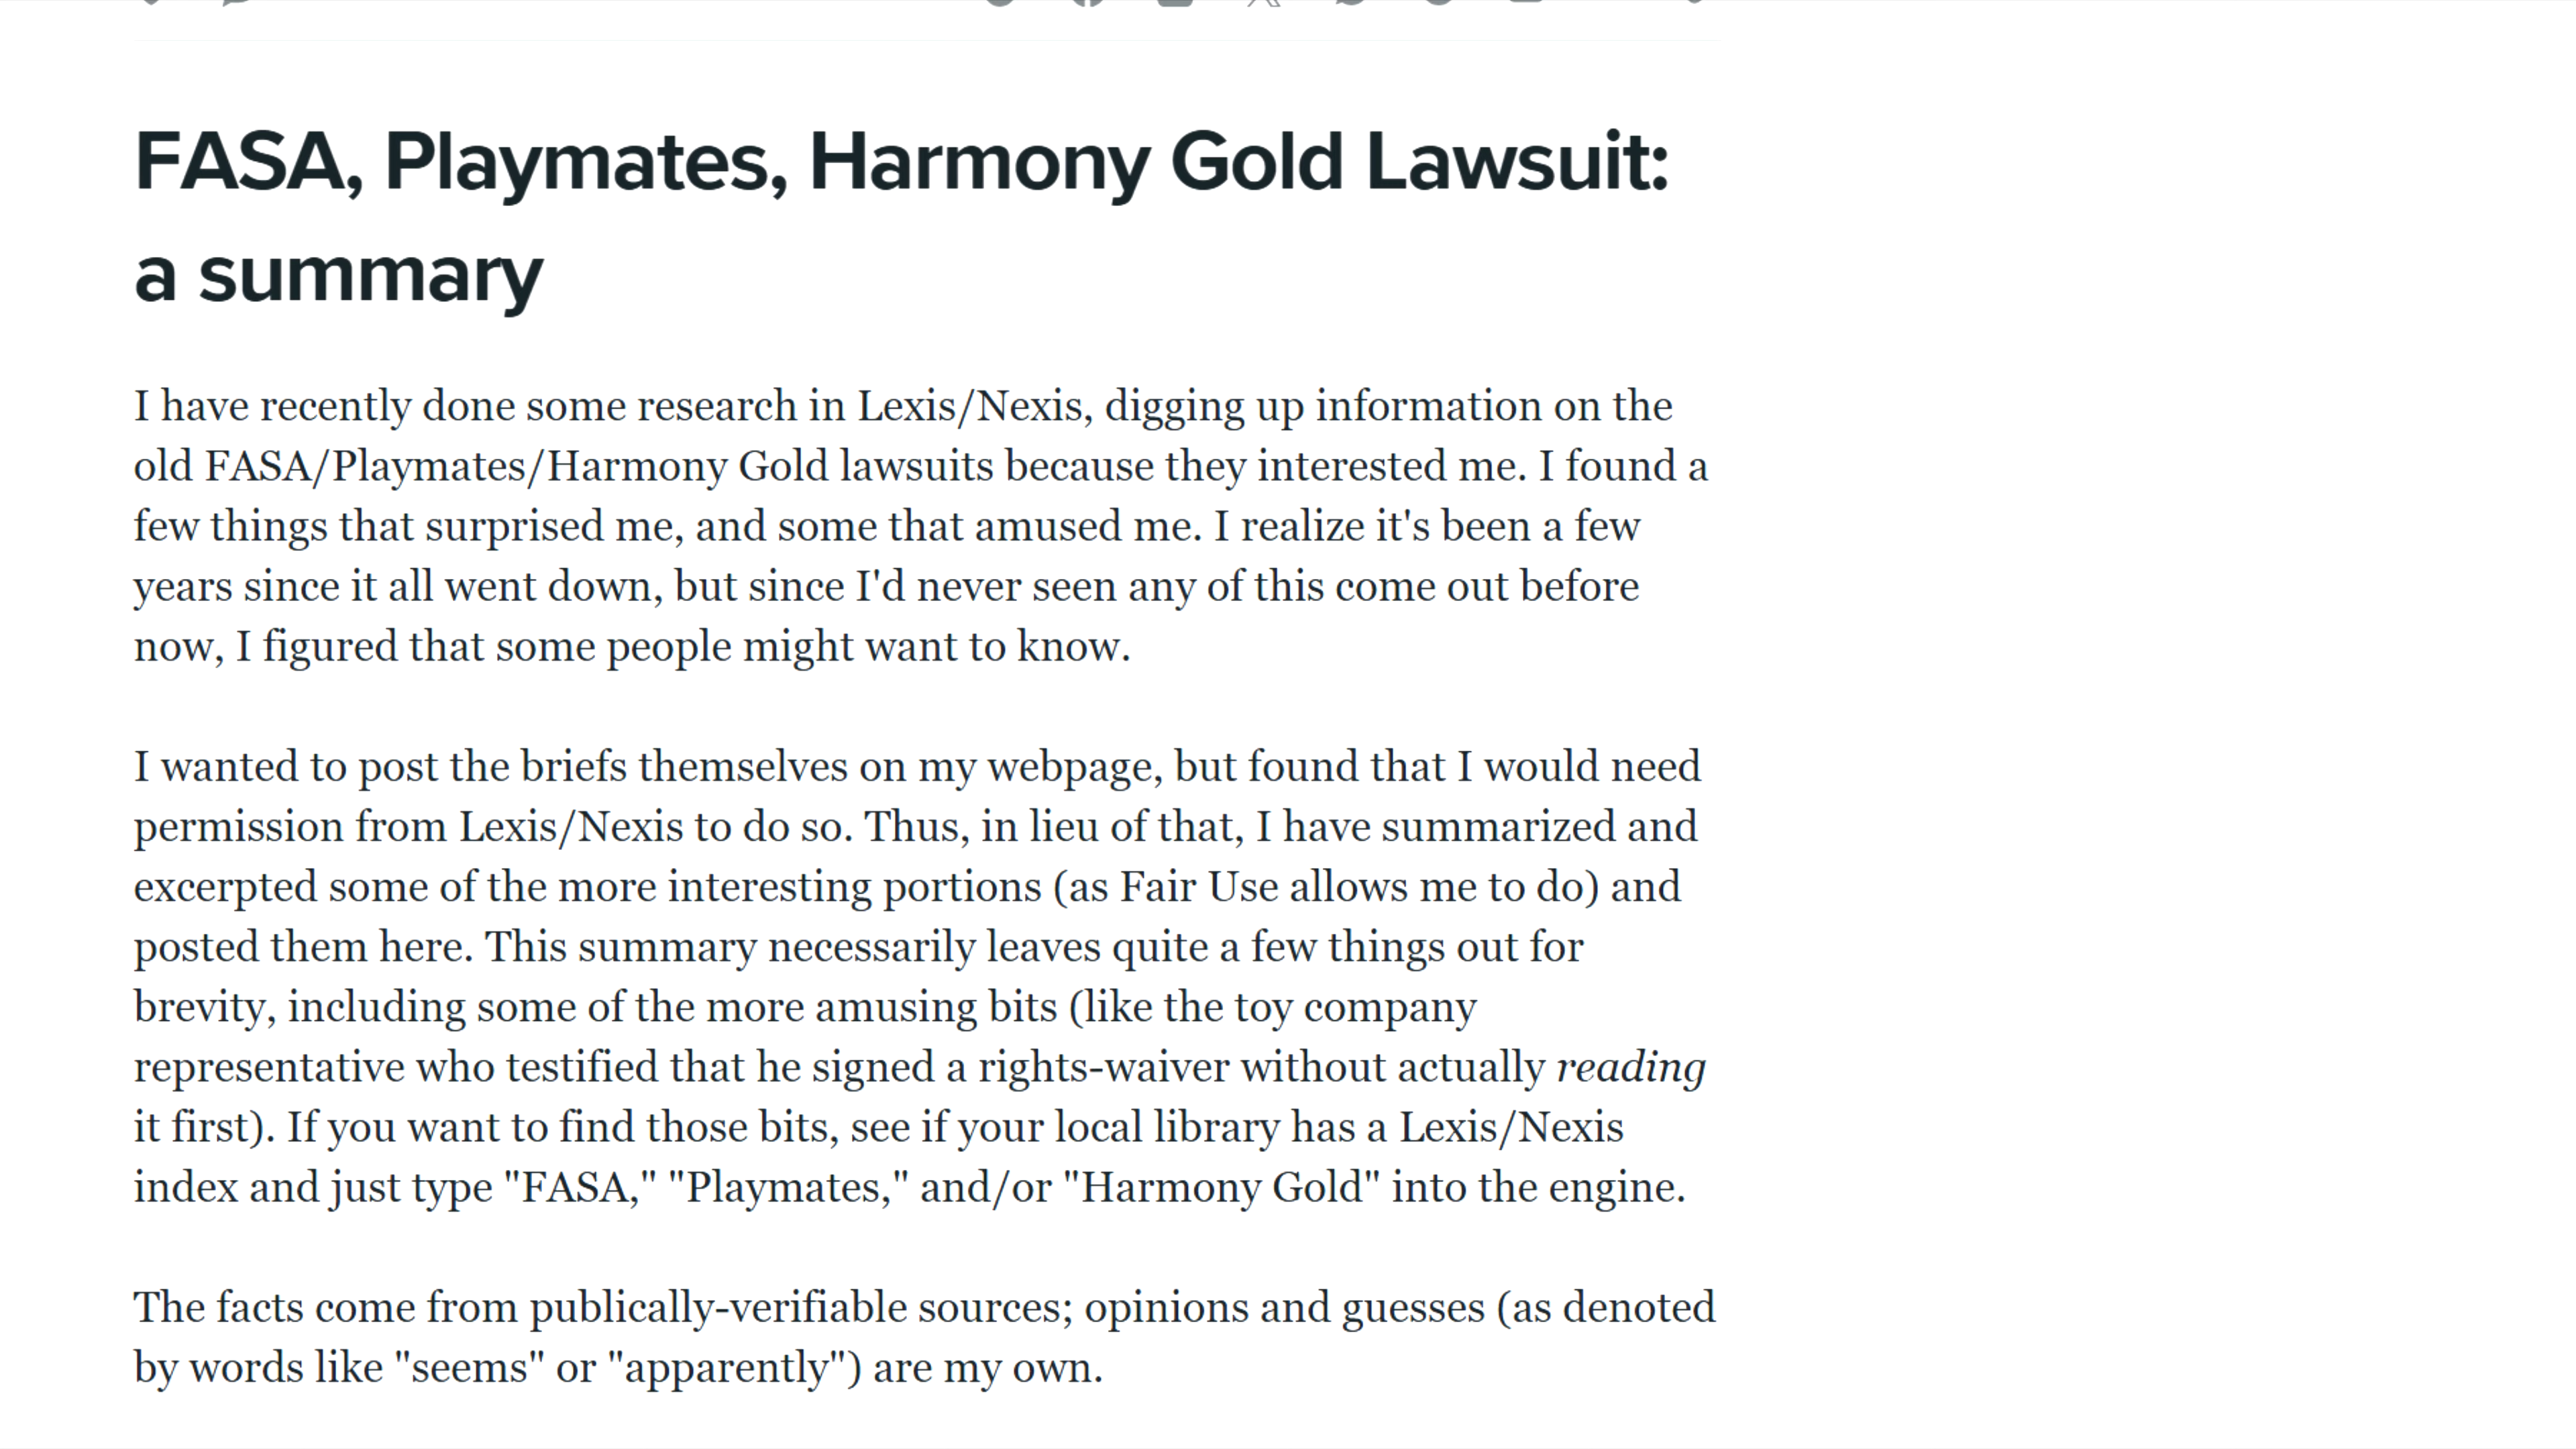 FASA, Playmates, Harmony Gold Lawsuit:
a summary
I have recently done some research in Lexis/Nexis, digging up information on the
old FASA/Playmates/Harmony Gold lawsuits because they interested me. I found a
few things that surprised me, and some that amused me. I realize it's been a few
years since it all went down, but since I'd never seen any of this come out before
now, I figured that some people might want to know.
I wanted to post the briefs themselves on my webpage, but found that I would need
permission from Lexis/Nexis to do so. Thus, in lieu of that, I have summarized and
excerpted some of the more interesting portions (as Fair Use allows me to do) and
posted them here. This summary necessarily leaves quite a few things out for
brevity, including some of the more amusing bits (like the toy company
representative who testified that he signed a rights-waiver without actually reading
it first). If you want to find those bits, see if your local library has a Lexis/Nexis
index and just type "FASA," "Playmates," and/or "Harmony Gold" into the engine.
The facts come from publically-verifiable sources; opinions and guesses (as denoted
by words like "seems" or "apparently") are my own.